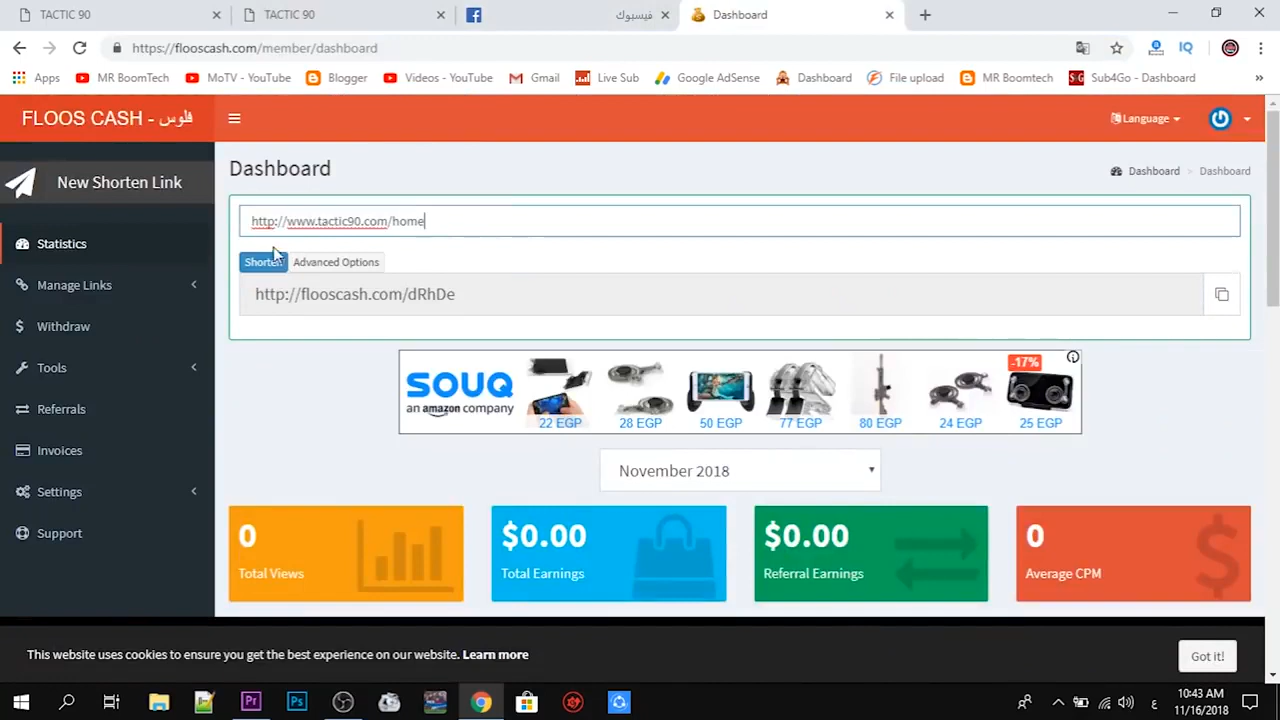 TACTIC 90
TACTIC 90
فيسبوك
Dashboard
https://flooscash.com/member/dashboard
Apps
MR BoomTech
MoTV - YouTube
Blogger
Videos - YouTube
Gmail
Live Sub
Google AdSense
Dashboard
File upload
MR Boomtech
Sub4Go - Dashboard
FLOOS CASH - فلوس
Language
New Shorten Link
Dashboard
Dashboard > Dashboard
http://www.tactic90.com/home
Statistics
Shorten
Advanced Options
Manage Links
http://flooscash.com/dRhDe
Withdraw
SOUQ
an amazon company
-17%
22 EGP
28 EGP
50 EGP
77 EGP
80 EGP
24 EGP
25 EGP
Tools
Referrals
Invoices
November 2018
Settings
Support
0
Total Views
$0.00
Total Earnings
$0.00
Referral Earnings
0
Average CPM
This website uses cookies to ensure you get the best experience on our website. Learn more
Got it!
10:43 AM
11/16/2018